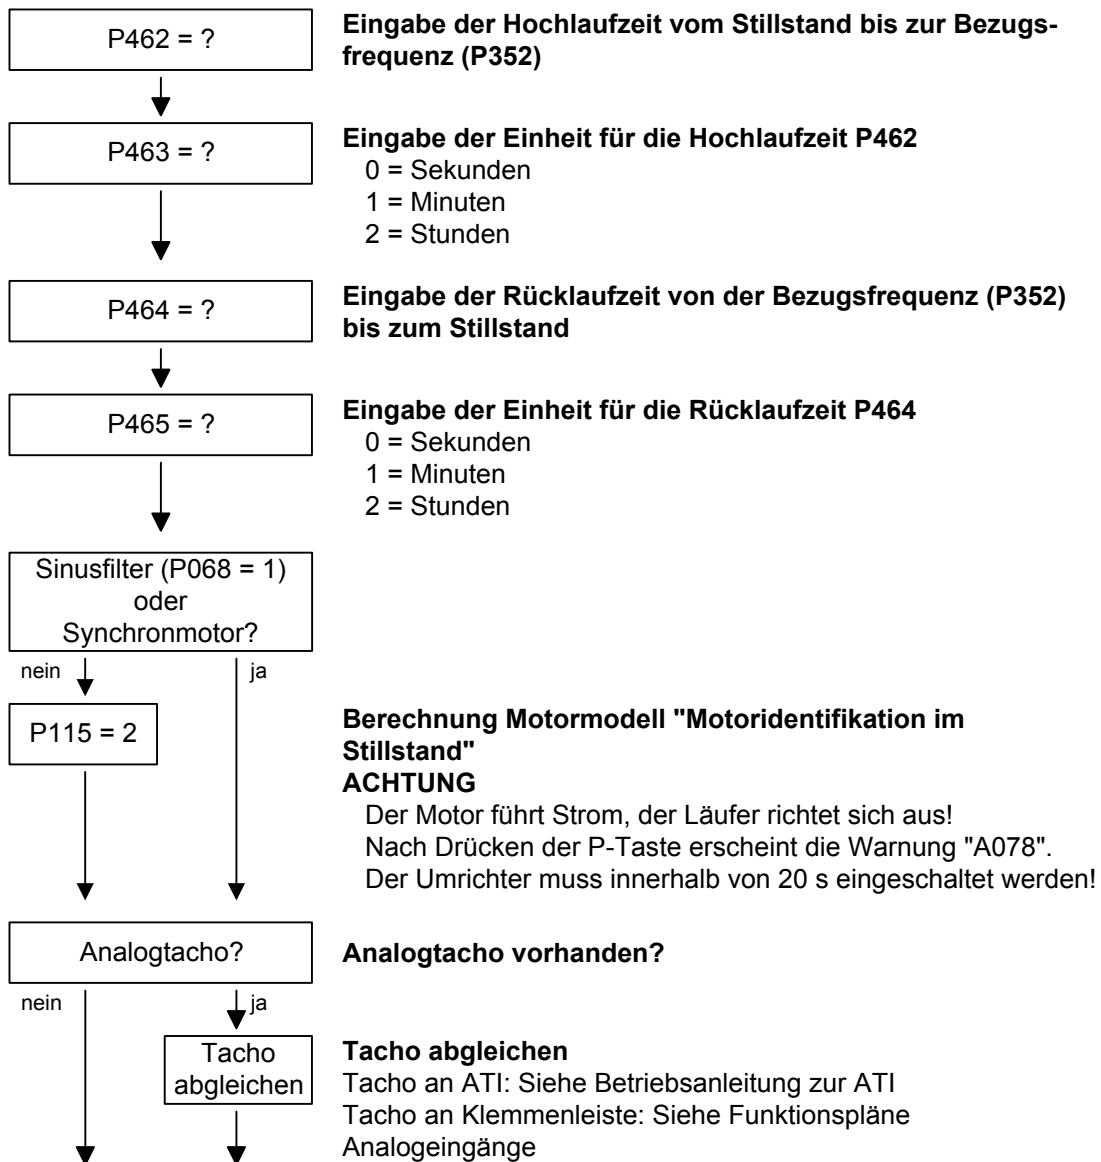 P462 = ?
Eingabe der Hochlaufzeit vom Stillstand bis zur Bezugs-
frequenz (P352)
P463 = ?
Eingabe der Einheit für die Hochlaufzeit P462
0 = Sekunden
1 = Minuten
2 = Stunden
P464 = ?
Eingabe der Rücklaufzeit von der Bezugsfrequenz (P352)
bis zum Stillstand
P465 = ?
Eingabe der Einheit für die Rücklaufzeit P464
0 = Sekunden
1 = Minuten
2 = Stunden
Sinusfilter (P068 = 1)
oder
Synchronmotor?
nein
ja
P115 = 2
Berechnung Motormodell "Motoridentifikation im
Stillstand"
ACHTUNG
Der Motor führt Strom, der Läufer richtet sich aus!
Nach Drücken der P-Taste erscheint die Warnung "A078".
Der Umrichter muss innerhalb von 20 s eingeschaltet werden!
Analogtacho?
Analogtacho vorhanden?
nein
ja
Tacho
abgleichen
Tacho abgleichen
Tacho an ATI: Siehe Betriebsanleitung zur ATI
Tacho an Klemmenleiste: Siehe Funktionspläne
Analogeingänge